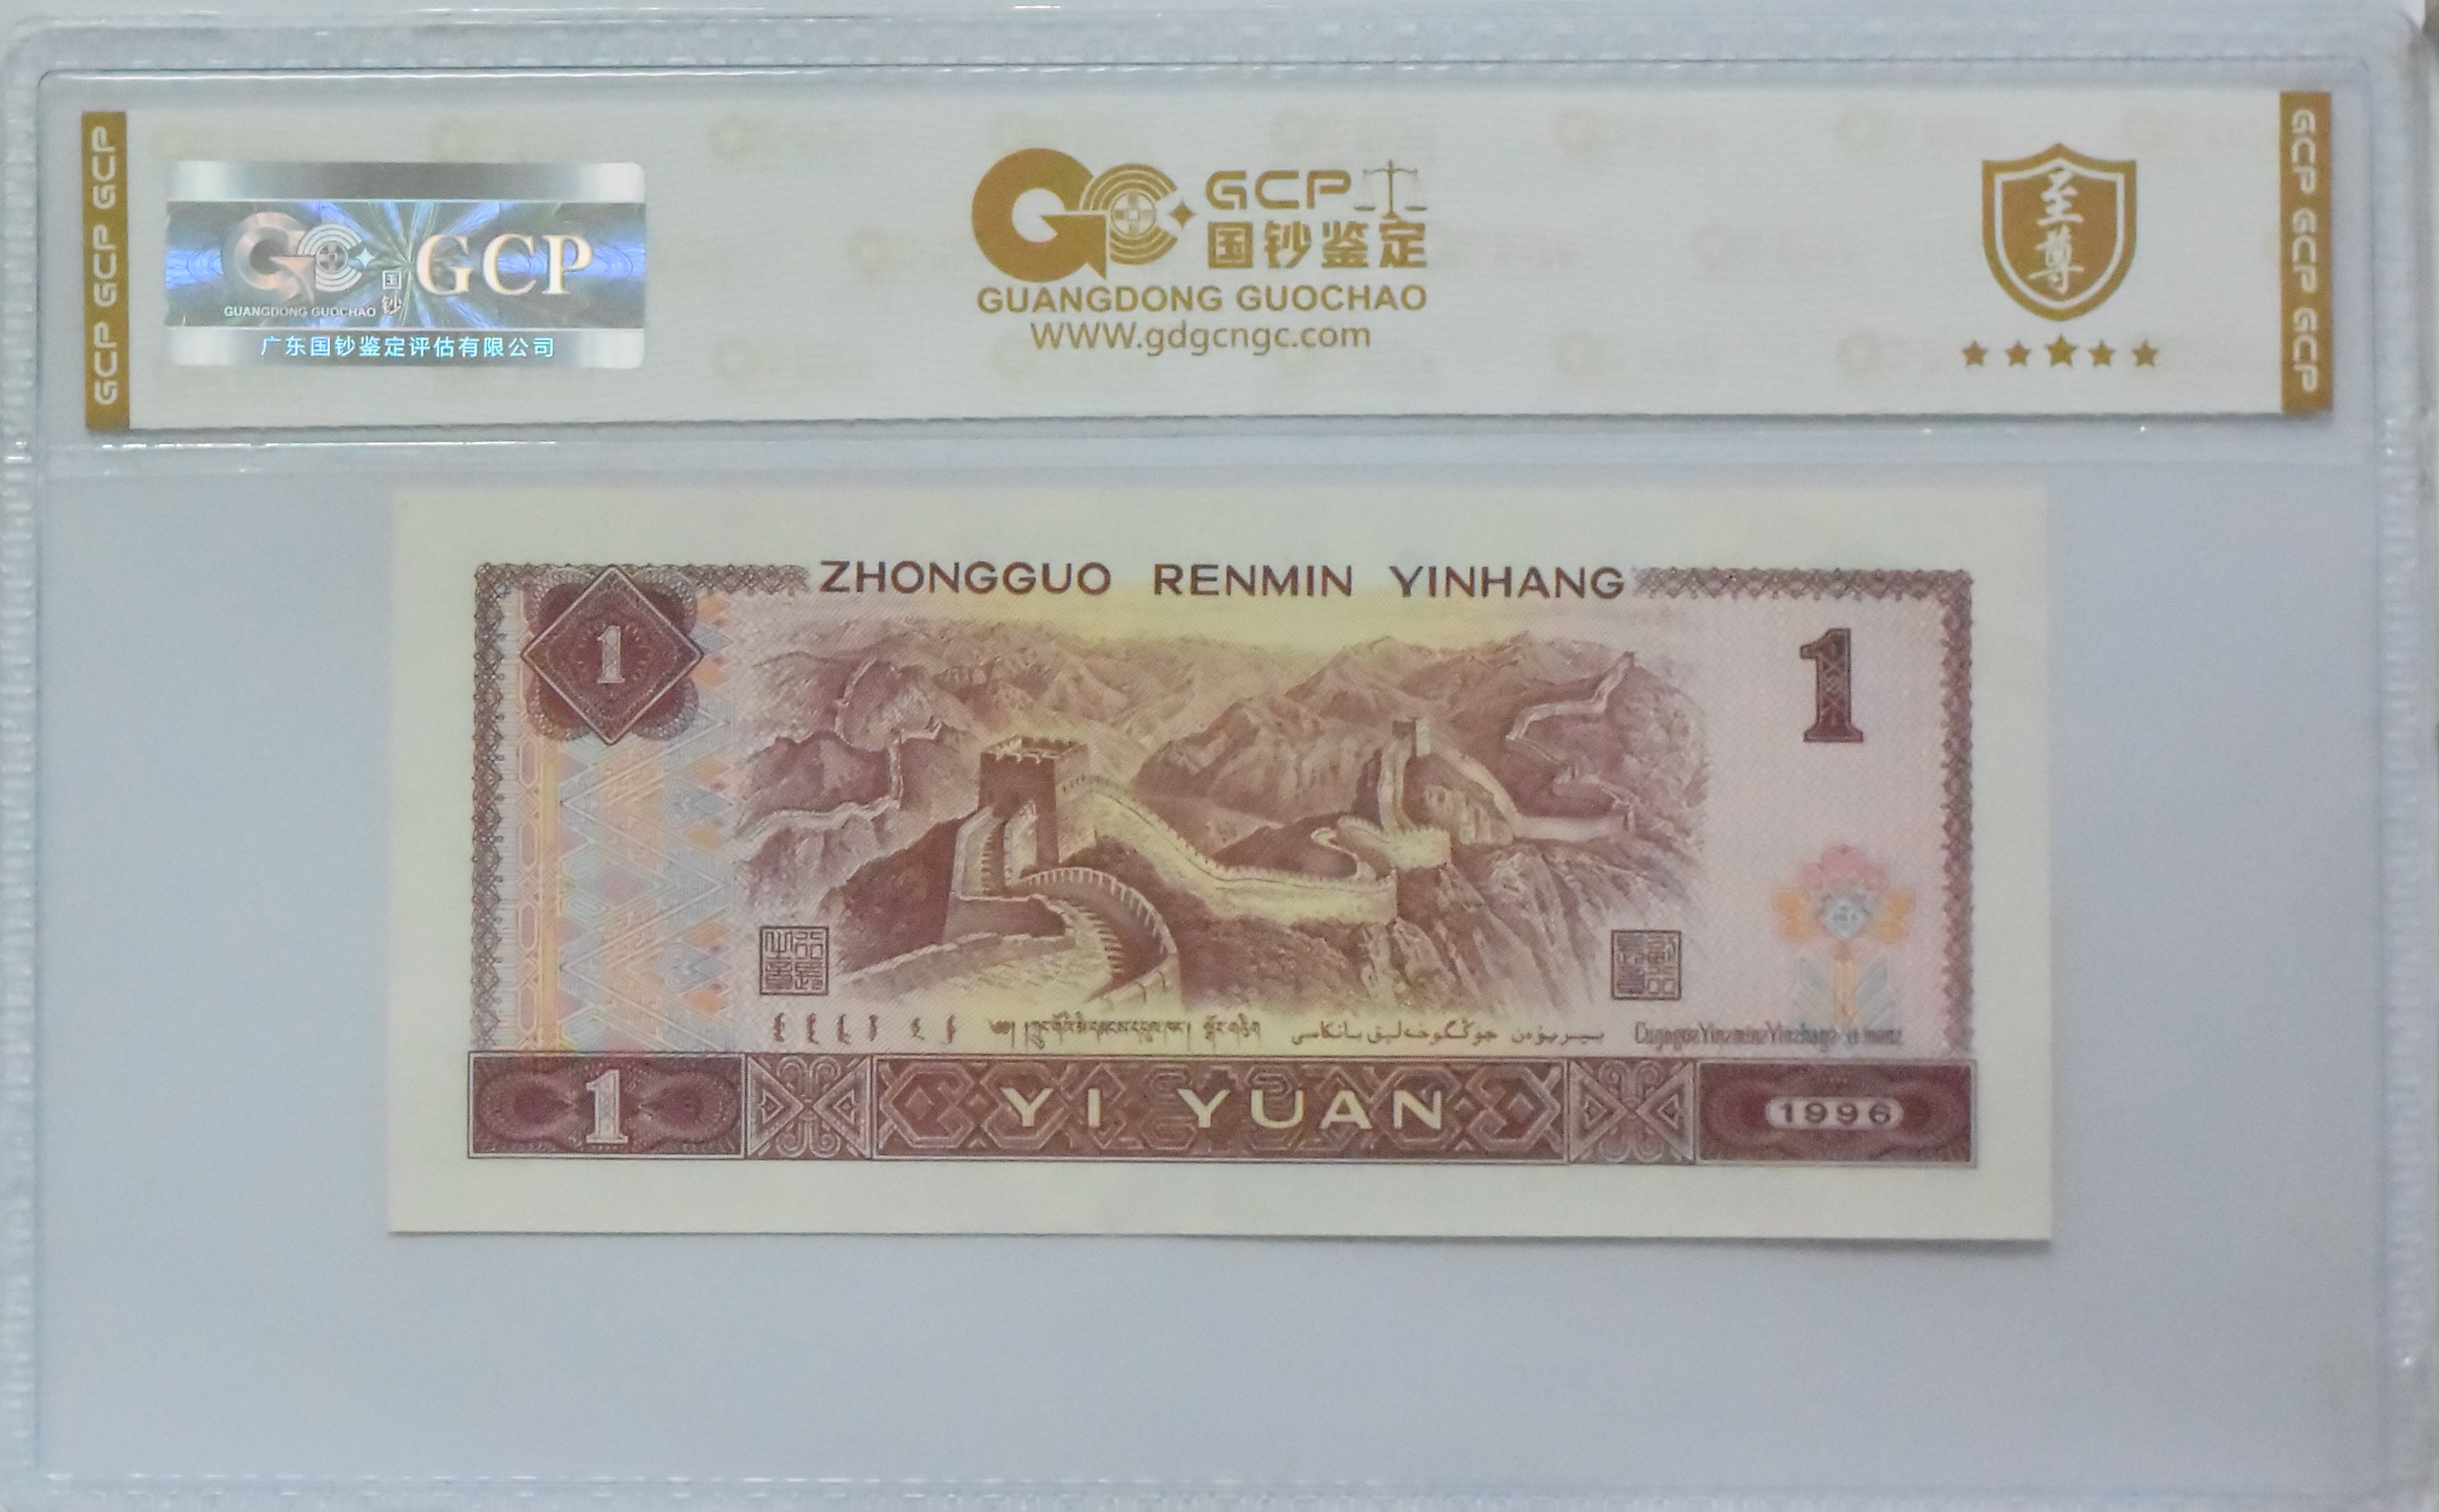 GCP GCP GCP
国钞
GCP
GUANGDONG GUOCHAO
广东国钞鉴定评估有限公司
GCP
国钞鉴定
GUANGDONG GUOCHAO
WWW.gdgcngc.com
至尊
GCP GCP GCP
ZHONGGUO RENMIN YINHANG
1
1
1
YI YUAN
1996